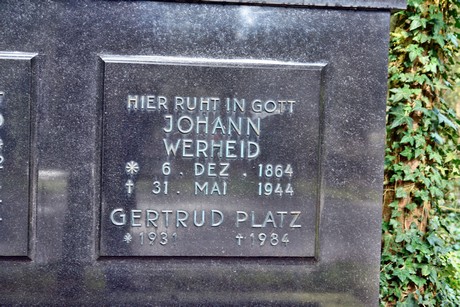 HIER RUHT IN GOTT
JOHANN
WERHEID
* 6. DEZ. 1864
† 31. MAI 1944
GERTRUD PLATZ
* 1931 † 1984